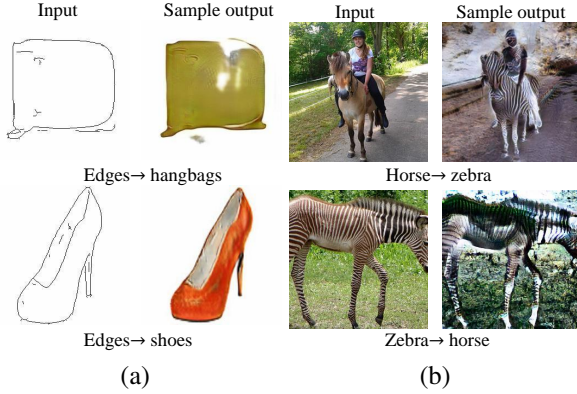 Input Sample output Input Sample output
Edges→ hangbags Horse→ zebra
Edges→ shoes Zebra→ horse
(a) (b)